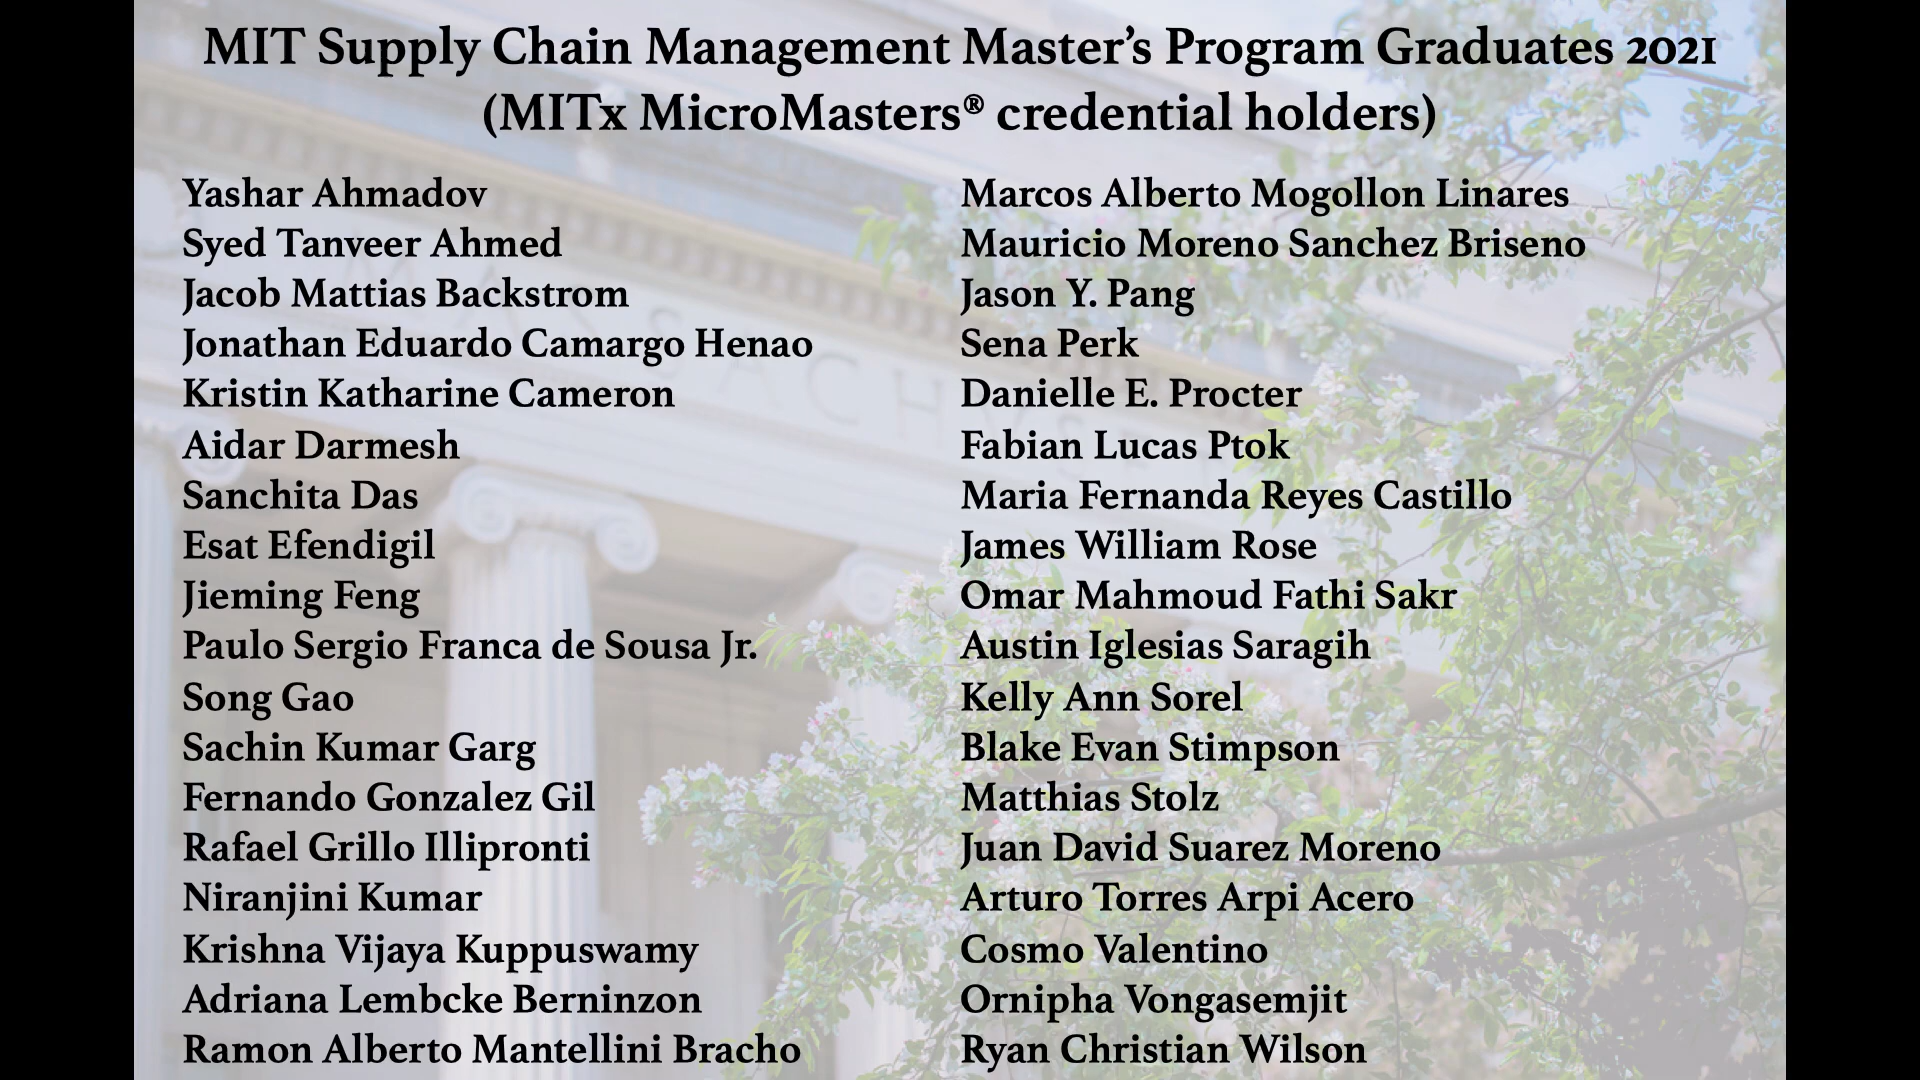 MIT Supply Chain Management Master's Program Graduates 2021
(MITx MicroMasters® credential holders)
Yashar Ahmadov
Syed Tanveer Ahmed
Jacob Mattias Backstrom
Jonathan Eduardo Camargo Henao
Kristin Katharine Cameron
Aidar Darmesh
Sanchita Das
Esat Efendigil
Jieming Feng
Paulo Sergio Franca de Sousa Jr.
Song Gao
Sachin Kumar Garg
Fernando Gonzalez Gil
Rafael Grillo Illipronti
Niranjini Kumar
Krishna Vijaya Kuppuswamy
Adriana Lembcke Berninzon
Ramon Alberto Mantellini Bracho
Marcos Alberto Mogollon Linares
Mauricio Moreno Sanchez Briseno
Jason Y. Pang
Sena Perk
Danielle E. Procter
Fabian Lucas Ptok
Maria Fernanda Reyes Castillo
James William Rose
Omar Mahmoud Fathi Sakr
Austin Iglesias Saragih
Kelly Ann Sorel
Blake Evan Stimpson
Matthias Stolz
Juan David Suarez Moreno
Arturo Torres Arpi Acero
Cosmo Valentino
Ornipha Vongasemjit
Ryan Christian Wilson